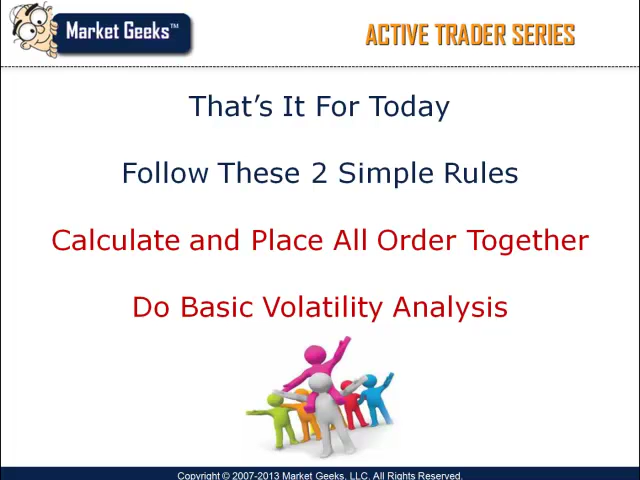 Market Geeks™
ACTIVE TRADER SERIES
That's It For Today
Follow These 2 Simple Rules
Calculate and Place All Order Together
Do Basic Volatility Analysis
Copyright © 2007-2013 Market Geeks, LLC. All Rights Reserved.